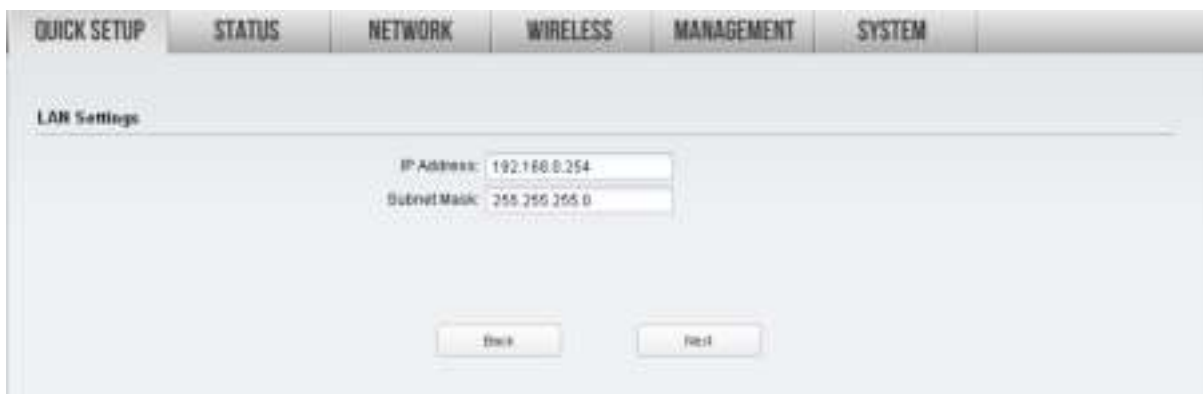 QUICK SETUP STATUS NETWORK WIRELESS MANAGEMENT SYSTEM
LAN Settings
IP Address: 192.168.0.254
Subnet Mask: 255.255.255.0
Back Next